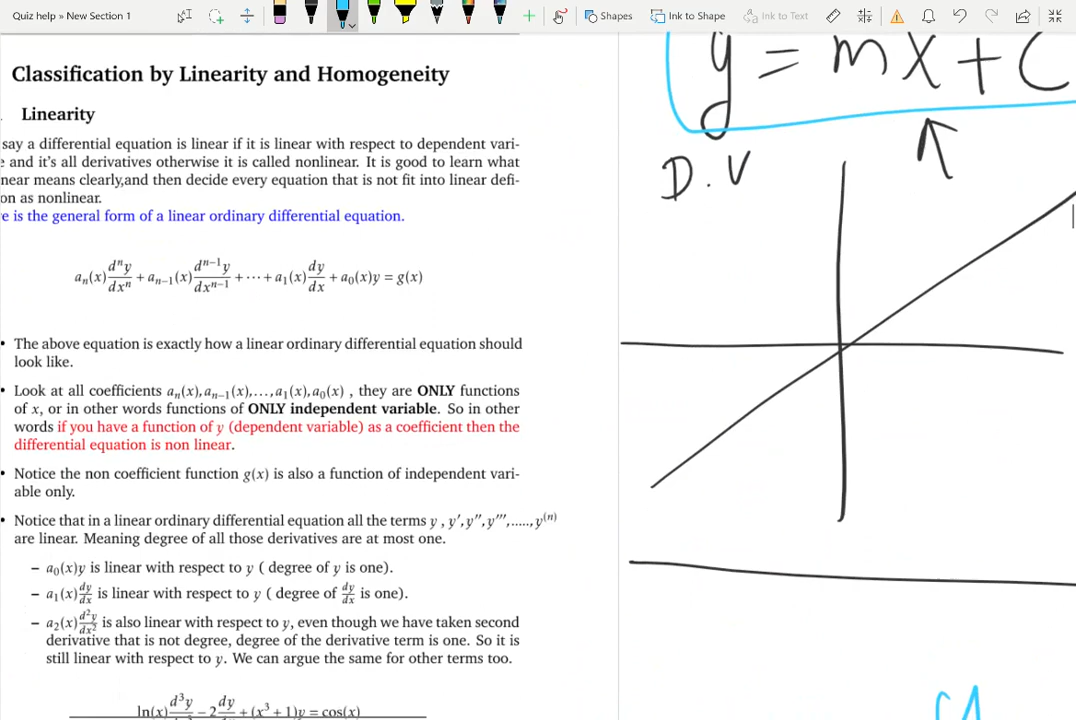 Quiz help » New Section 1
Shapes
Ink to Shape
Ink to Text
Classification by Linearity and Homogeneity
Linearity
say a differential equation is linear if it is linear with respect to dependent vari-
e and it's all derivatives otherwise it is called nonlinear. It is good to learn what
near means clearly,and then decide every equation that is not fit into linear defi-
on as nonlinear.
e is the general form of a linear ordinary differential equation.
aₙ(x) dⁿy/dxⁿ + aₙ₋₁(x) dⁿ⁻¹y/dxⁿ⁻¹ + ··· + a₁(x) dy/dx + a₀(x)y = g(x)
• The above equation is exactly how a linear ordinary differential equation should
look like.
• Look at all coefficients aₙ(x),aₙ₋₁(x),...,a₁(x),a₀(x) , they are ONLY functions
of x, or in other words functions of ONLY independent variable. So in other
words if you have a function of y (dependent variable) as a coefficient then the
differential equation is non linear.
• Notice the non coefficient function g(x) is also a function of independent vari-
able only.
• Notice that in a linear ordinary differential equation all the terms y , y′,y″,y‴,.....,y⁽ⁿ⁾
are linear. Meaning degree of all those derivatives are at most one.
– a₀(x)y is linear with respect to y ( degree of y is one).
– a₁(x) dy/dx is linear with respect to y ( degree of dy/dx is one).
– a₂(x) d²y/dx² is also linear with respect to y, even though we have taken second
derivative that is not degree, degree of the derivative term is one. So it is
still linear with respect to y. We can argue the same for other terms too.
ln(x) d³y – 2 dy/dx + (x³ + 1)y = cos(x)
y = mx + C
D.V